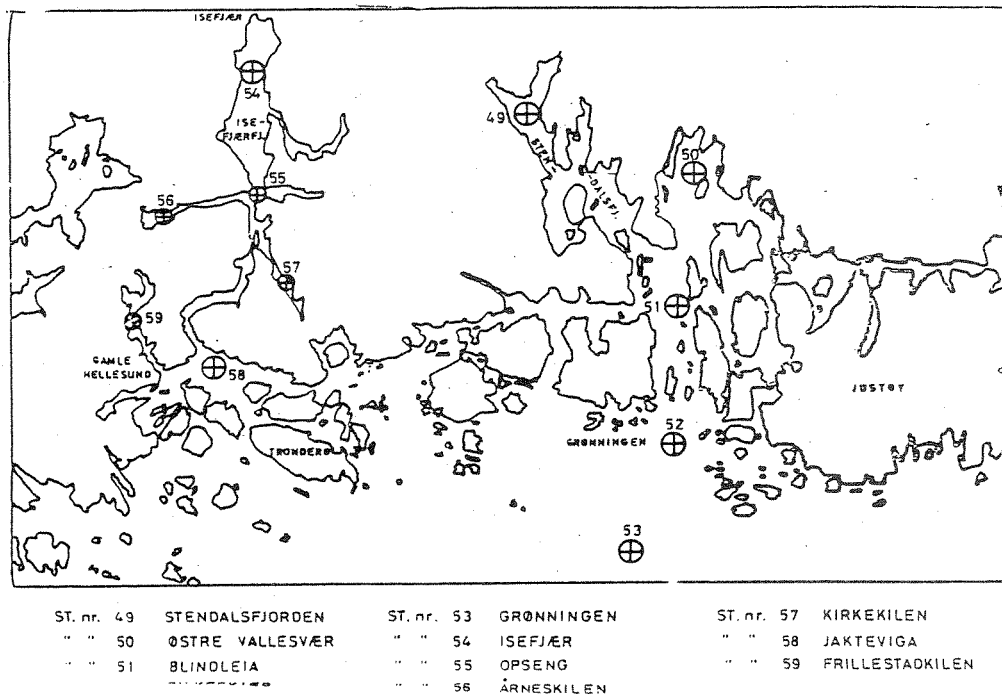 ISEFJÆR
54
ISE-
FJÆRFJ.
49
STRM-
-DALSFJ.
50
55
56
57
59
51
GAMLE
HELLESUND
58
JUSTØY
52
GRØNNINGEN
TRONDERØ
53
ST. nr. 49 STENDALSFJORDEN
" " 50 ØSTRE VALLESVÆR
" " 51 BLINDLEIA
ST. nr. 53 GRØNNINGEN
" " 54 ISEFJÆR
" " 55 OPSENG
" " 56 ÅRNESKILEN
ST. nr. 57 KIRKEKILEN
" " 58 JAKTEVIGA
" " 59 FRILLESTADKILEN